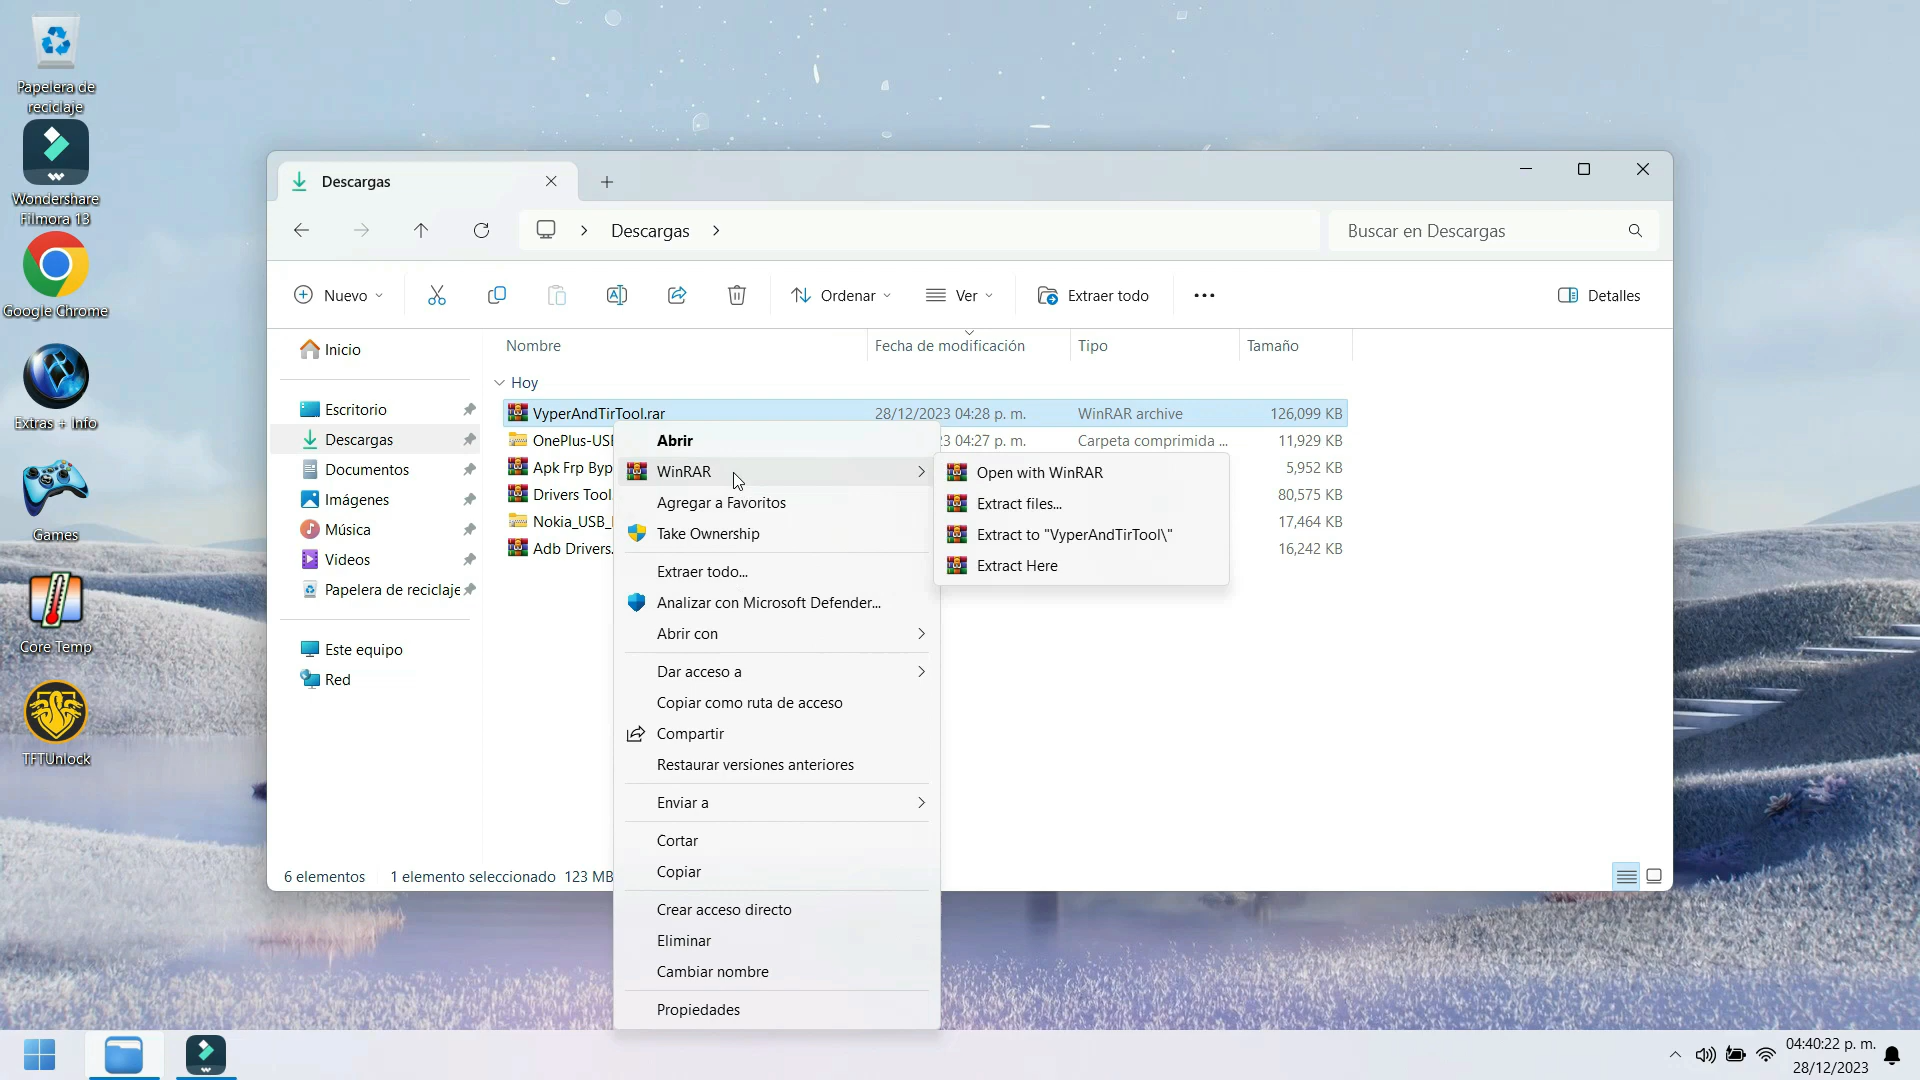 Papelera de
reciclaje
Wondershare
Filmora 13
Google Chrome
Extras + Info
Games
Core Temp
TFTUnlock
Descargas
Descargas
Buscar en Descargas
Nuevo
Ordenar
Ver
Extraer todo
Detalles
Inicio
Escritorio
Descargas
Documentos
Imágenes
Música
Videos
Papelera de reciclaje
Este equipo
Red
Nombre Fecha de modificación Tipo Tamaño
Hoy
VyperAndTirTool.rar 28/12/2023 04:28 p. m. WinRAR archive 126,099 KB
OnePlus-USB 04:27 p. m. Carpeta comprimida ... 11,929 KB
Apk Frp Byp 5,952 KB
Drivers Tool 80,575 KB
Nokia_USB_ 17,464 KB
Adb Drivers. 16,242 KB
Abrir
WinRAR
Agregar a Favoritos
Take Ownership
Extraer todo...
Analizar con Microsoft Defender...
Abrir con
Dar acceso a
Copiar como ruta de acceso
Compartir
Restaurar versiones anteriores
Enviar a
Cortar
Copiar
Crear acceso directo
Eliminar
Cambiar nombre
Propiedades
Open with WinRAR
Extract files...
Extract to "VyperAndTirTool\"
Extract Here
6 elementos 1 elemento seleccionado 123 MB
04:40:22 p. m.
28/12/2023